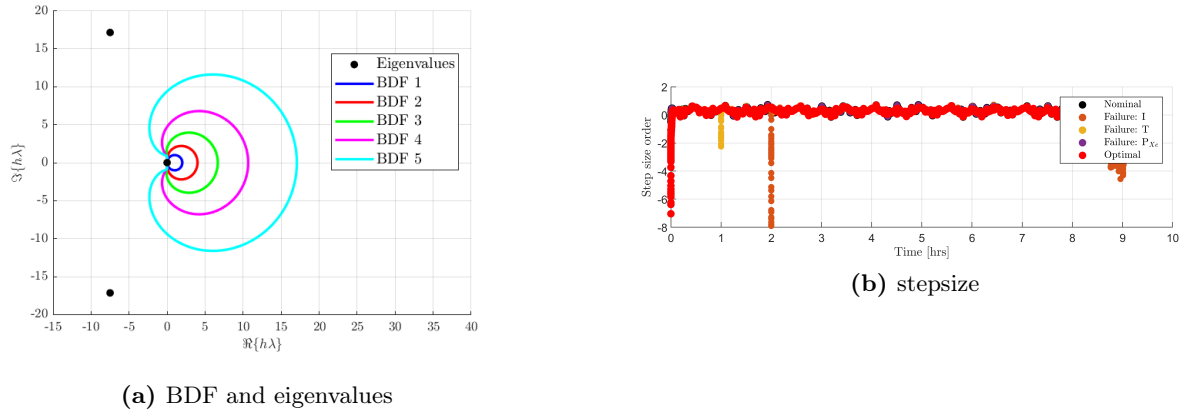 20
15
10
5
0
-5
-10
-15
-20
ℑ{hλ}
-15 -10 -5 0 5 10 15 20 25 30 35 40
ℜ{hλ}
Eigenvalues
BDF 1
BDF 2
BDF 3
BDF 4
BDF 5
(a) BDF and eigenvalues
2
0
-2
-4
-6
-8
Step size order
0 1 2 3 4 5 6 7 8 9 10
Time [hrs]
Nominal
Failure: I
Failure: T
Failure: P_{Xe}
Optimal
(b) stepsize